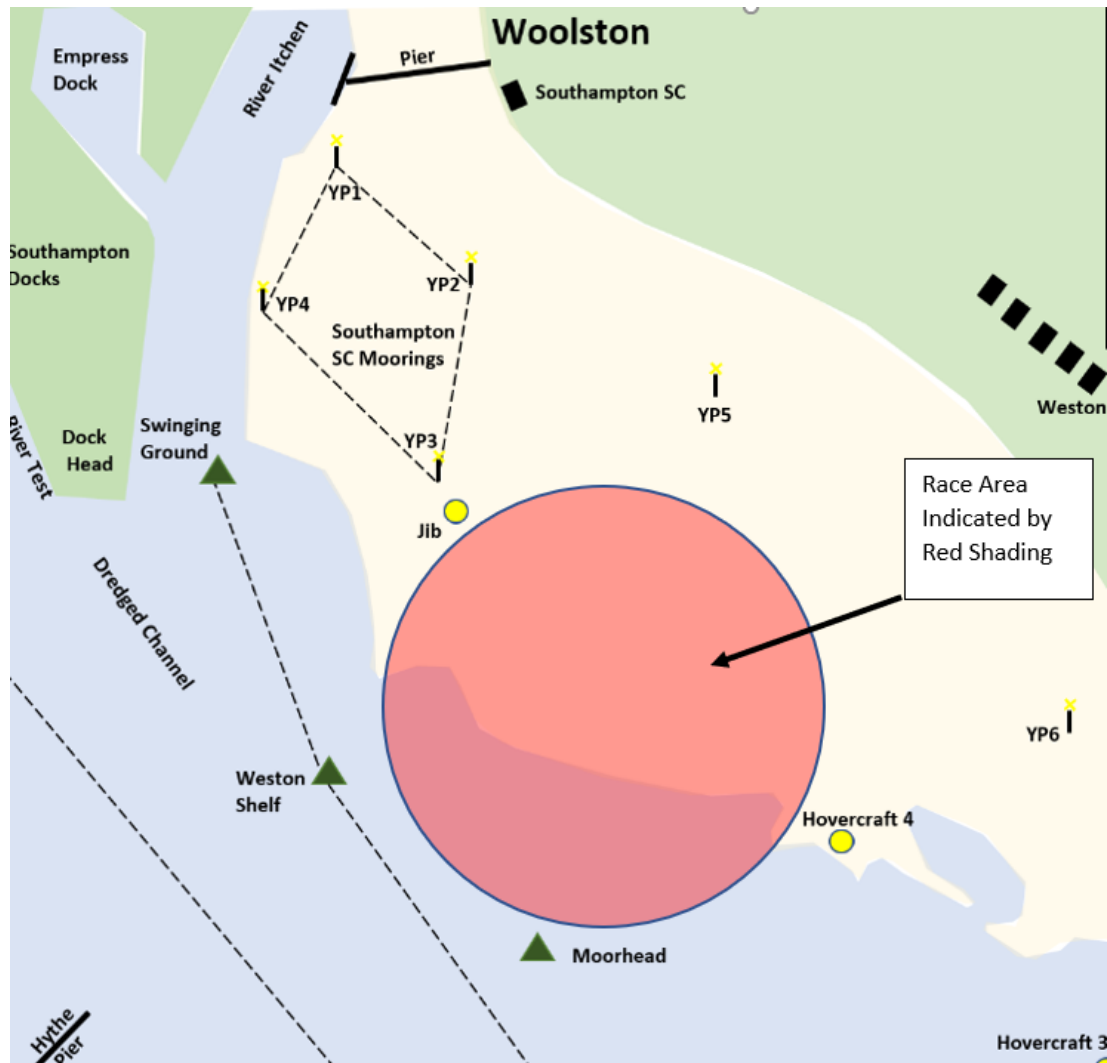 Woolston
Pier
Empress
Dock
River Itchen
Southampton SC
YP1
Southampton
Docks
YP2
YP4
Southampton
SC Moorings
YP5
Weston
Swinging
Ground
Dock
Head
River Test
YP3
Race Area
Indicated by
Red Shading
Jib
Dredged Channel
YP6
Weston
Shelf
Hovercraft 4
Moorhead
Hythe
Pier
Hovercraft 3